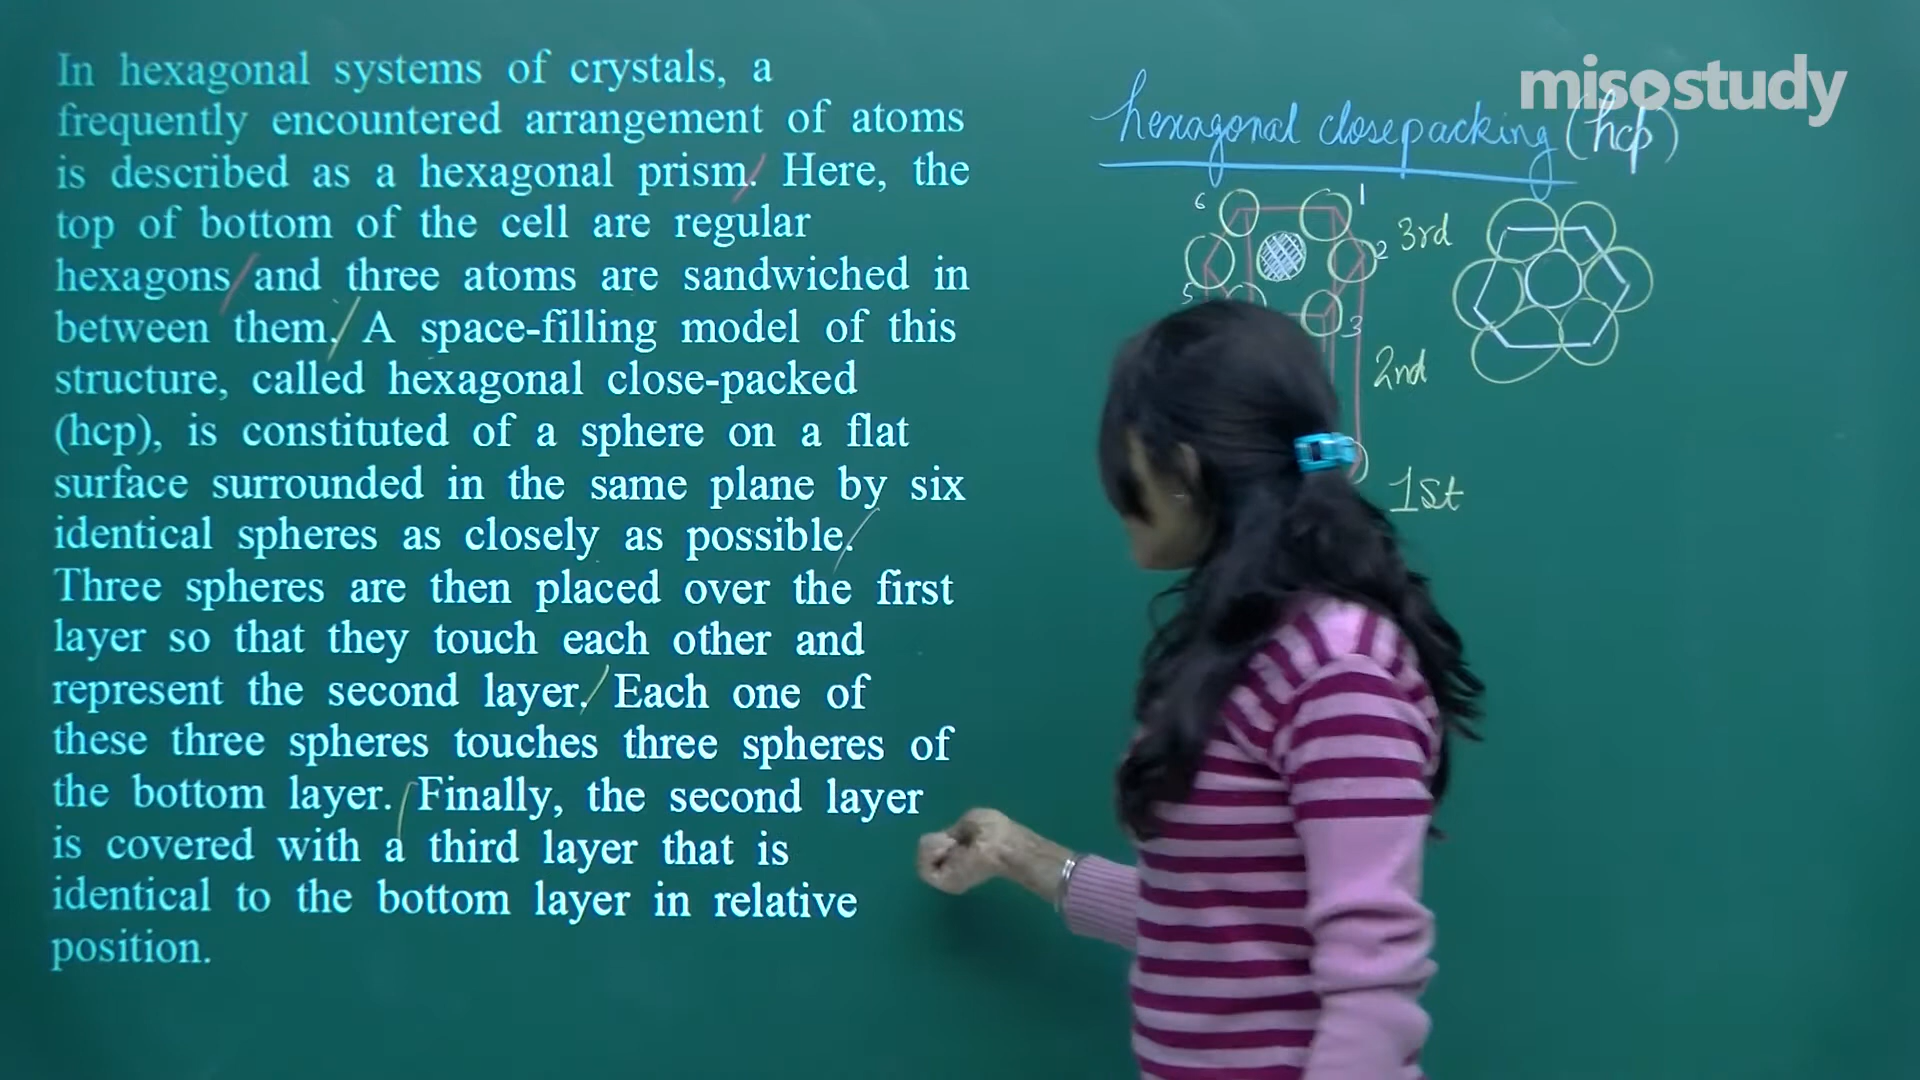 In hexagonal systems of crystals, a
frequently encountered arrangement of atoms
is described as a hexagonal prism. Here, the
top of bottom of the cell are regular
hexagons and three atoms are sandwiched in
between them. A space-filling model of this
structure, called hexagonal close-packed
(hcp), is constituted of a sphere on a flat
surface surrounded in the same plane by six
identical spheres as closely as possible.
Three spheres are then placed over the first
layer so that they touch each other and
represent the second layer. Each one of
these three spheres touches three spheres of
the bottom layer. Finally, the second layer
is covered with a third layer that is
identical to the bottom layer in relative
position.
misostudy
hexagonal closepacking (hcp)
6
1
2
3rd
5
3
2nd
1st